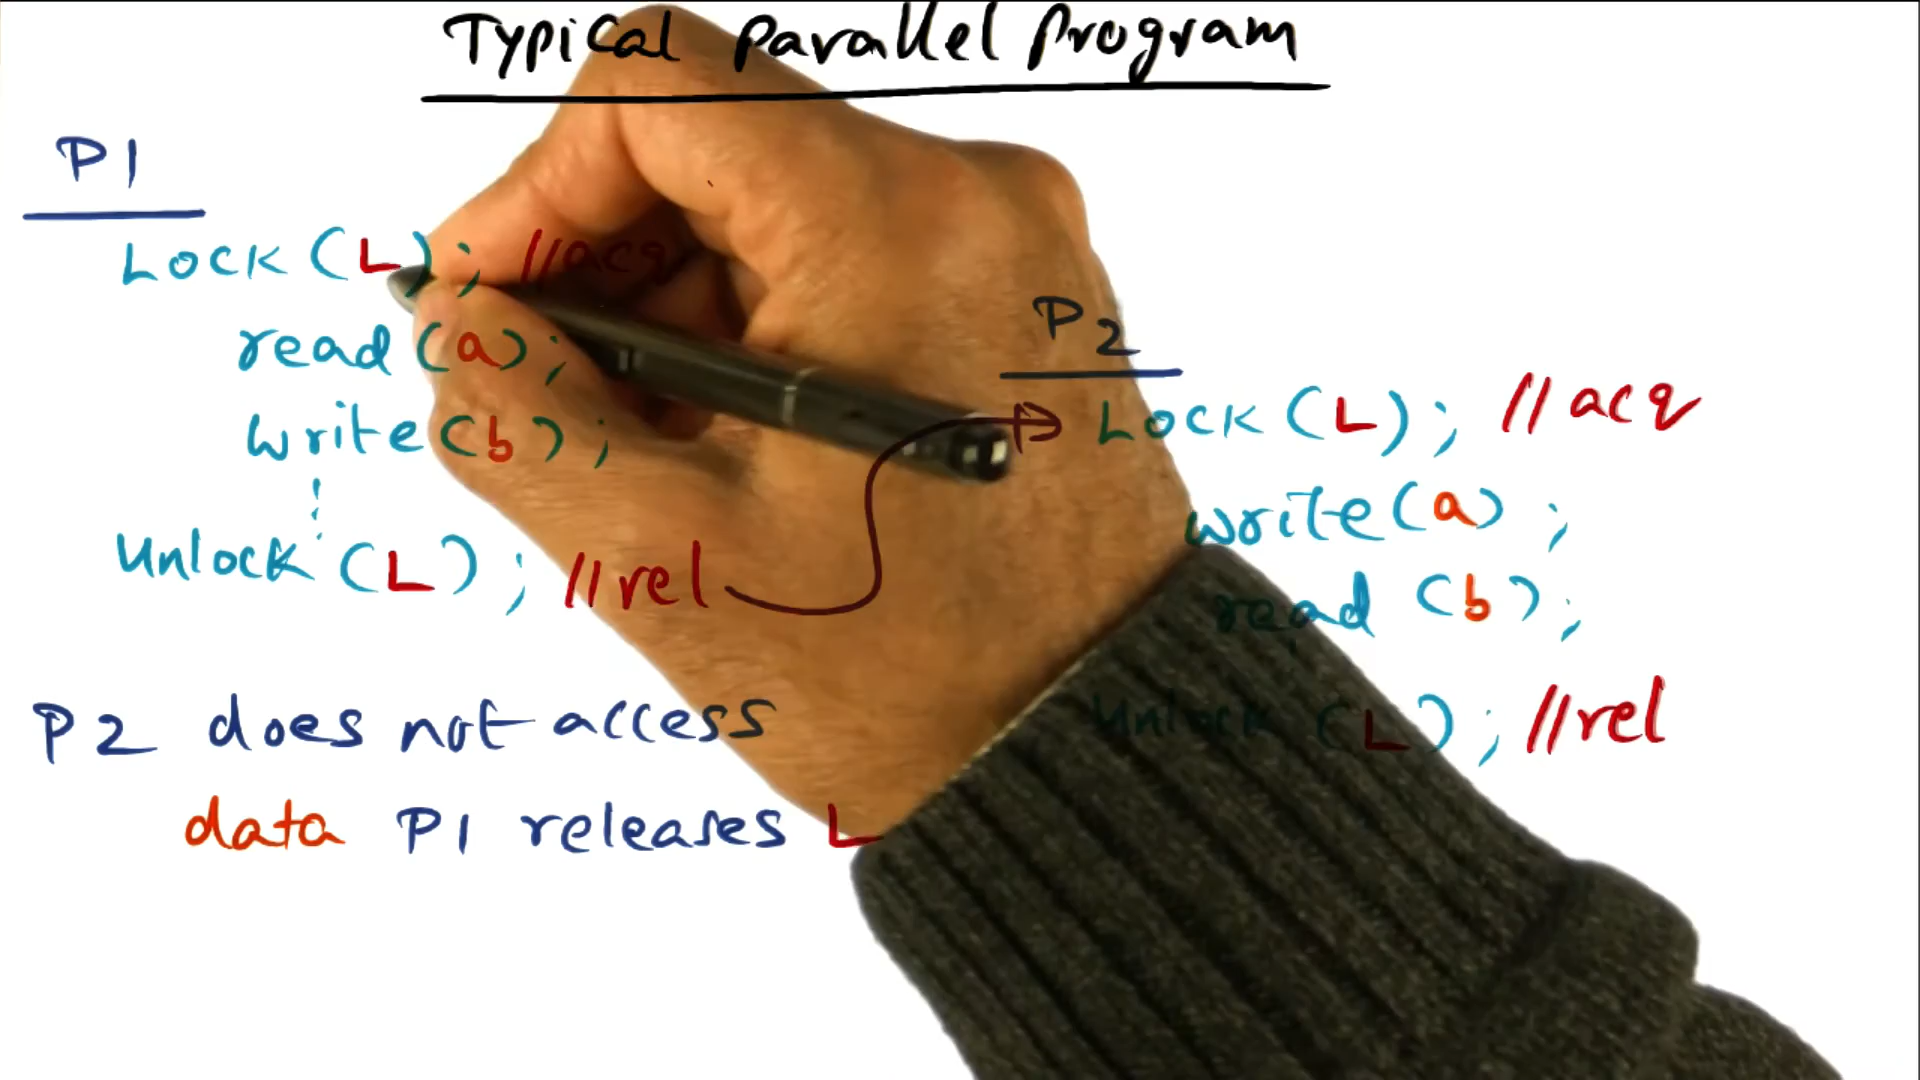 Typical Parallel Program
P1
Lock (L); //acq
read (a);
write (b);
unlock (L); //rel
P2
Lock (L); //acq
write (a);
read (b);
unlock (L); //rel
P2 does not access
data P1 releases L